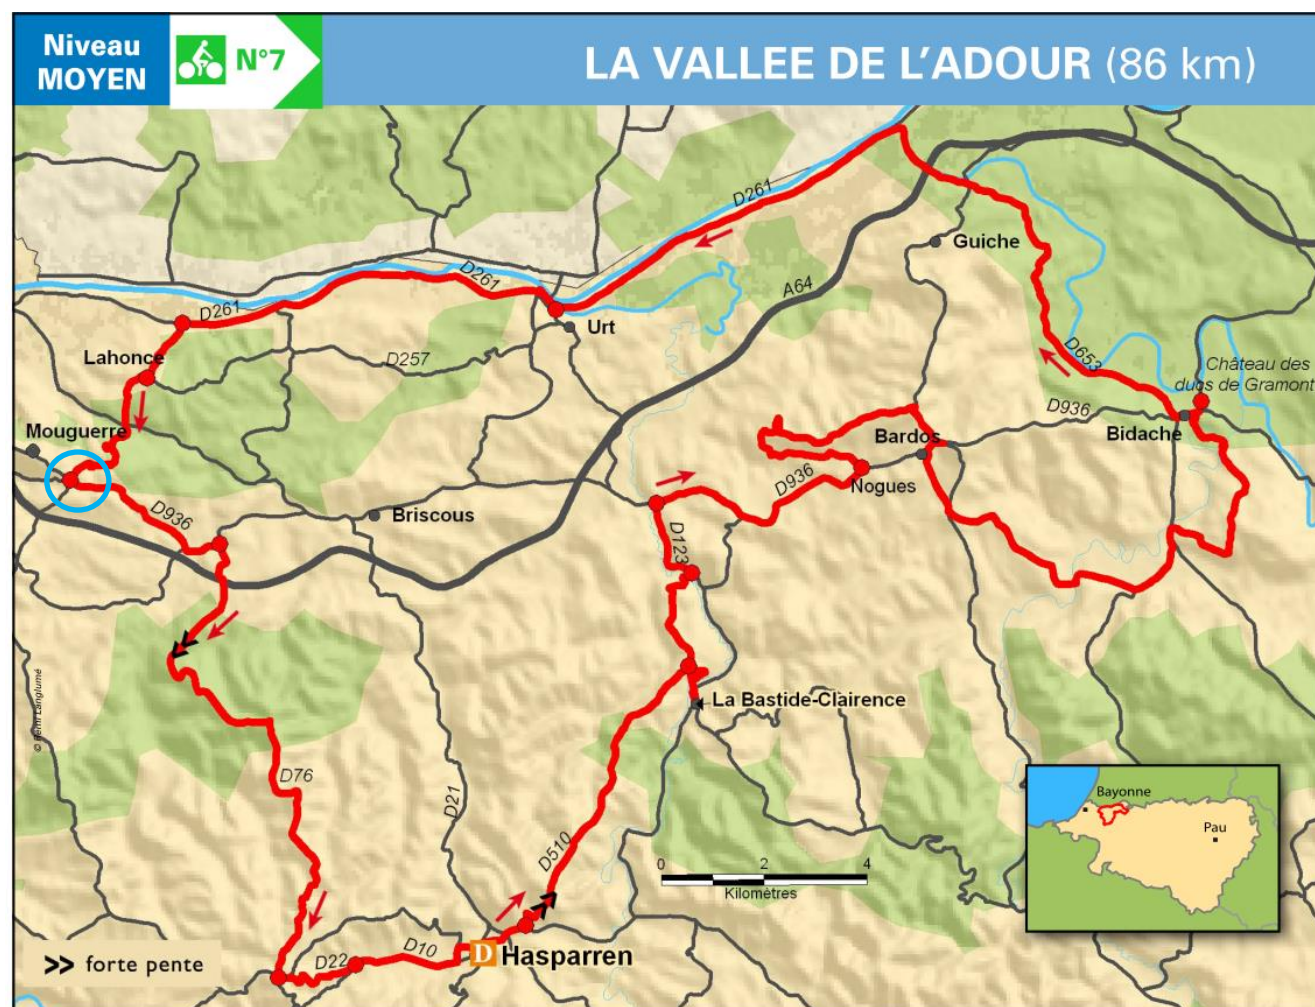 Niveau
MOYEN
N°7
LA VALLEE DE L'ADOUR (86 km)
D261
Guiche
D261
A64
D261
Urt
Lahonce
D257
D653
Château des
ducs de Gramont
D936
Mouguerre
Bardos
Bidache
D936
Nogues
D936
Briscous
D123
© Rémi Langlumé
La Bastide-Clairence
D76
D21
Bayonne
Pau
D510
0 2 4
Kilomètres
D10
D
Hasparren
D22
forte pente